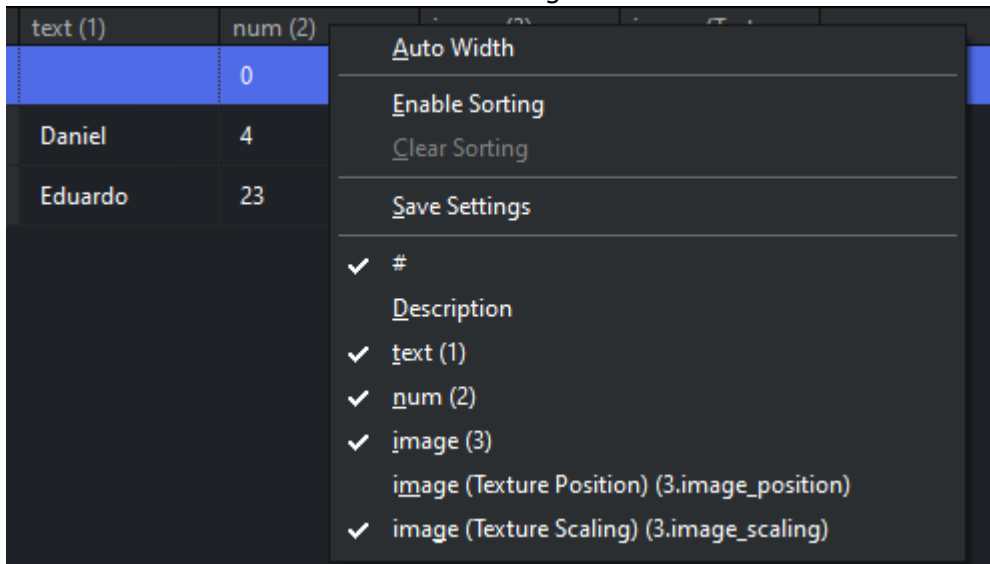 text (1) num (2)
0
Daniel 4
Eduardo 23
Auto Width
Enable Sorting
Clear Sorting
Save Settings
#
Description
text (1)
num (2)
image (3)
image (Texture Position) (3.image_position)
image (Texture Scaling) (3.image_scaling)